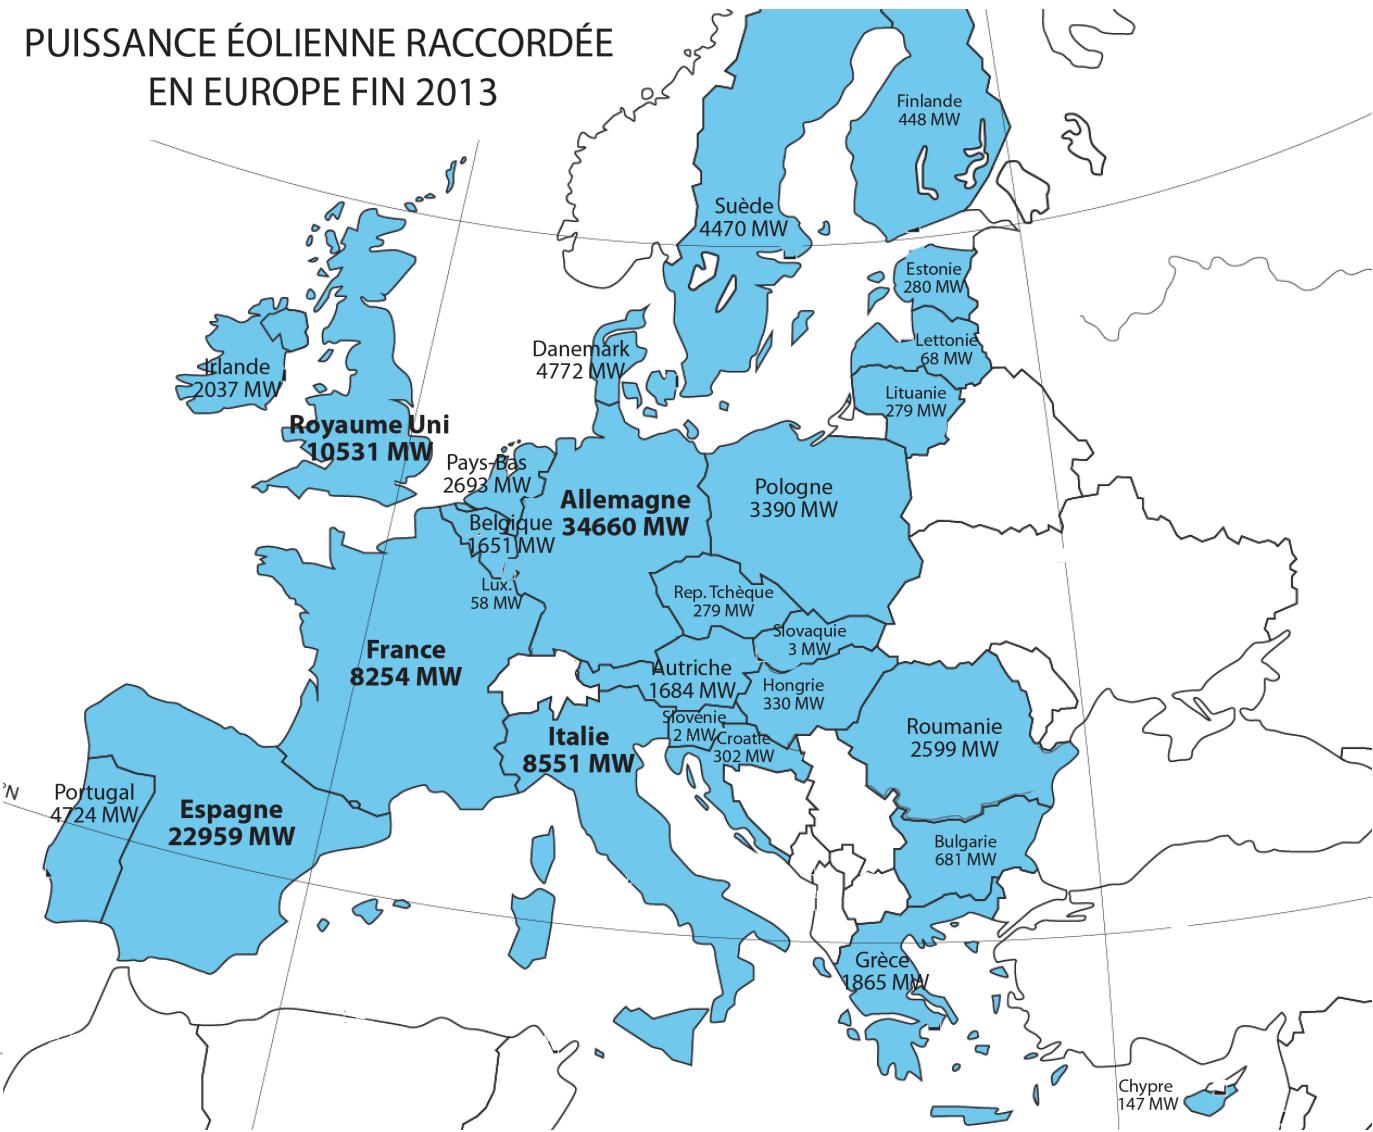 PUISSANCE ÉOLIENNE RACCORDÉE
EN EUROPE FIN 2013
Finlande
448 MW
Suède
4470 MW
Estonie
280 MW
Lettonie
68 MW
Lituanie
279 MW
Danemark
4772 MW
Irlande
2037 MW
Royaume Uni
10531 MW
Pays-Bas
2693 MW
Allemagne
34660 MW
Pologne
3390 MW
Belgique
1651 MW
Lux.
58 MW
Rep. Tchèque
279 MW
Slovaquie
3 MW
France
8254 MW
Autriche
1684 MW
Hongrie
330 MW
Slovénie
2 MW
Croatie
302 MW
Italie
8551 MW
Roumanie
2599 MW
°N
Portugal
4724 MW
Espagne
22959 MW
Bulgarie
681 MW
Grèce
1865 MW
Chypre
147 MW